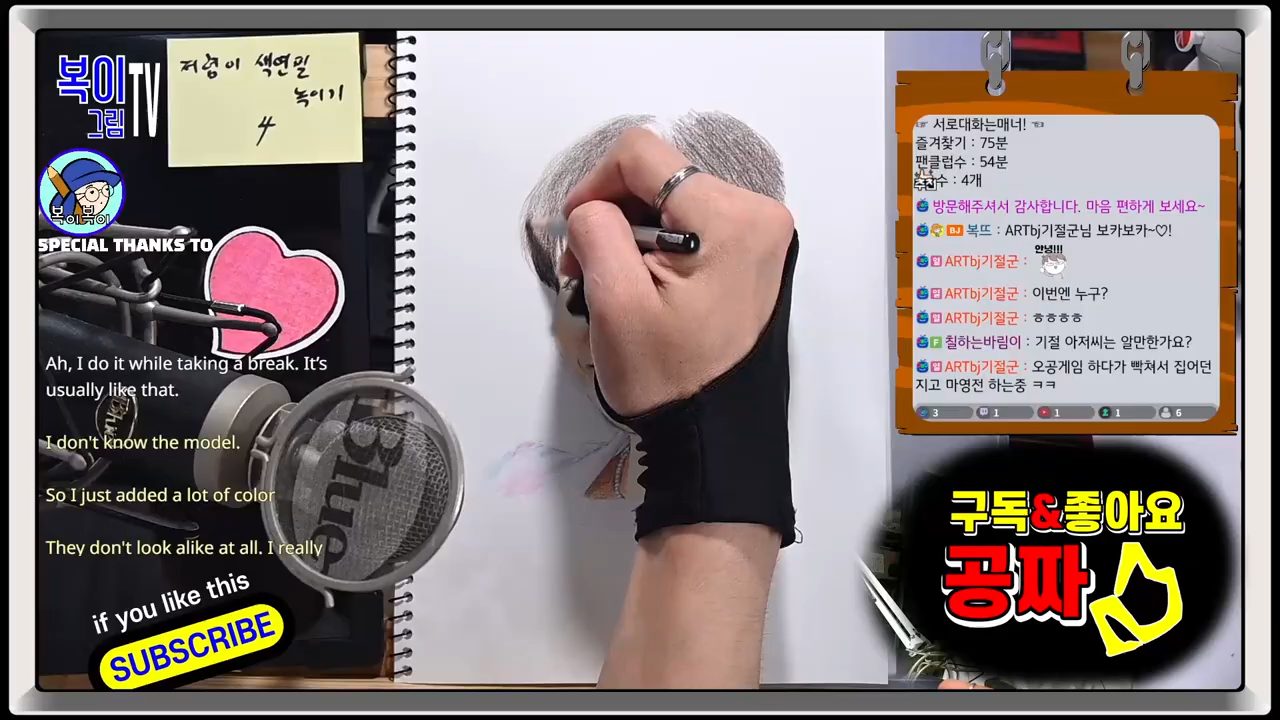 복이
그림
TV
저령이 색연필
녹이기
4
복이복이
SPECIAL THANKS TO
Ah, I do it while taking a break. It's
usually like that.
I don't know the model.
So I just added a lot of color
They don't look alike at all. I really
Blue
Blue
if you like this
SUBSCRIBE
☞ 서로대화는매너! ☜
즐겨찾기 : 75분
팬클럽수 : 54분
수 : 4개
방문해주셔서 감사합니다. 마음 편하게 보세요~
BJ 복뜨 : ARTbj기절군님 보카보카~♡!
ARTbj기절군 : 안녕!!!
ARTbj기절군 : 이번엔 누구?
ARTbj기절군 : ㅎㅎㅎㅎ
F 칠하는바림이 : 기절 아저씨는 알만한가요?
ARTbj기절군 : 오공게임 하다가 빡쳐서 집어던
지고 마영전 하는중 ㅋㅋ
3 1 1 1 6
구독&좋아요
공짜